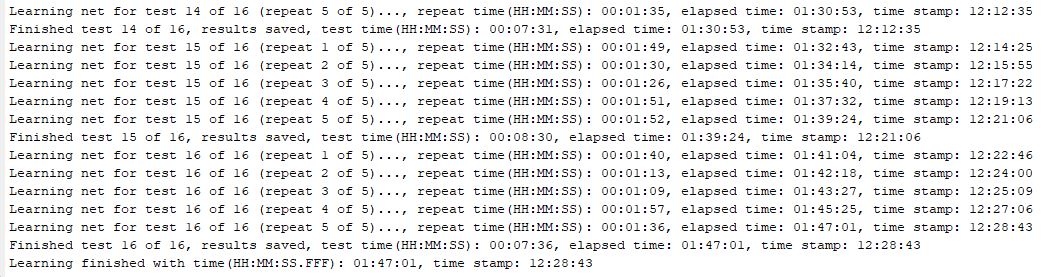 Learning net for test 14 of 16 (repeat 5 of 5)..., repeat time(HH:MM:SS): 00:01:35, elapsed time: 01:30:53, time stamp: 12:12:35
Finished test 14 of 16, results saved, test time(HH:MM:SS): 00:07:31, elapsed time: 01:30:53, time stamp: 12:12:35
Learning net for test 15 of 16 (repeat 1 of 5)..., repeat time(HH:MM:SS): 00:01:49, elapsed time: 01:32:43, time stamp: 12:14:25
Learning net for test 15 of 16 (repeat 2 of 5)..., repeat time(HH:MM:SS): 00:01:30, elapsed time: 01:34:14, time stamp: 12:15:55
Learning net for test 15 of 16 (repeat 3 of 5)..., repeat time(HH:MM:SS): 00:01:26, elapsed time: 01:35:40, time stamp: 12:17:22
Learning net for test 15 of 16 (repeat 4 of 5)..., repeat time(HH:MM:SS): 00:01:51, elapsed time: 01:37:32, time stamp: 12:19:13
Learning net for test 15 of 16 (repeat 5 of 5)..., repeat time(HH:MM:SS): 00:01:52, elapsed time: 01:39:24, time stamp: 12:21:06
Finished test 15 of 16, results saved, test time(HH:MM:SS): 00:08:30, elapsed time: 01:39:24, time stamp: 12:21:06
Learning net for test 16 of 16 (repeat 1 of 5)..., repeat time(HH:MM:SS): 00:01:40, elapsed time: 01:41:04, time stamp: 12:22:46
Learning net for test 16 of 16 (repeat 2 of 5)..., repeat time(HH:MM:SS): 00:01:13, elapsed time: 01:42:18, time stamp: 12:24:00
Learning net for test 16 of 16 (repeat 3 of 5)..., repeat time(HH:MM:SS): 00:01:09, elapsed time: 01:43:27, time stamp: 12:25:09
Learning net for test 16 of 16 (repeat 4 of 5)..., repeat time(HH:MM:SS): 00:01:57, elapsed time: 01:45:25, time stamp: 12:27:06
Learning net for test 16 of 16 (repeat 5 of 5)..., repeat time(HH:MM:SS): 00:01:36, elapsed time: 01:47:01, time stamp: 12:28:43
Finished test 16 of 16, results saved, test time(HH:MM:SS): 00:07:36, elapsed time: 01:47:01, time stamp: 12:28:43
Learning finished with time(HH:MM:SS.FFF): 01:47:01, time stamp: 12:28:43